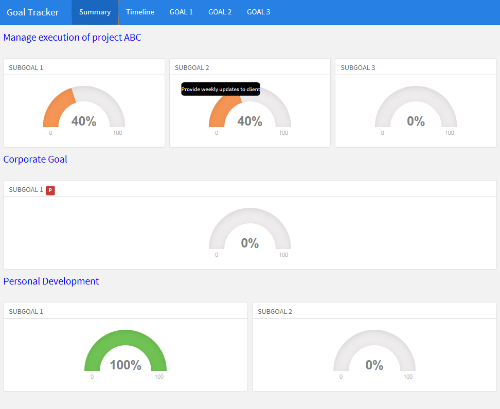 Goal Tracker Summary Timeline GOAL 1 GOAL 2 GOAL 3
Manage execution of project ABC
SUBGOAL 1 SUBGOAL 2 SUBGOAL 3
Provide weekly updates to client
40% 40% 0%
0 100 0 100 0 100
Corporate Goal
SUBGOAL 1 P
0%
0 100
Personal Development
SUBGOAL 1 SUBGOAL 2
100% 0%
0 100 0 100